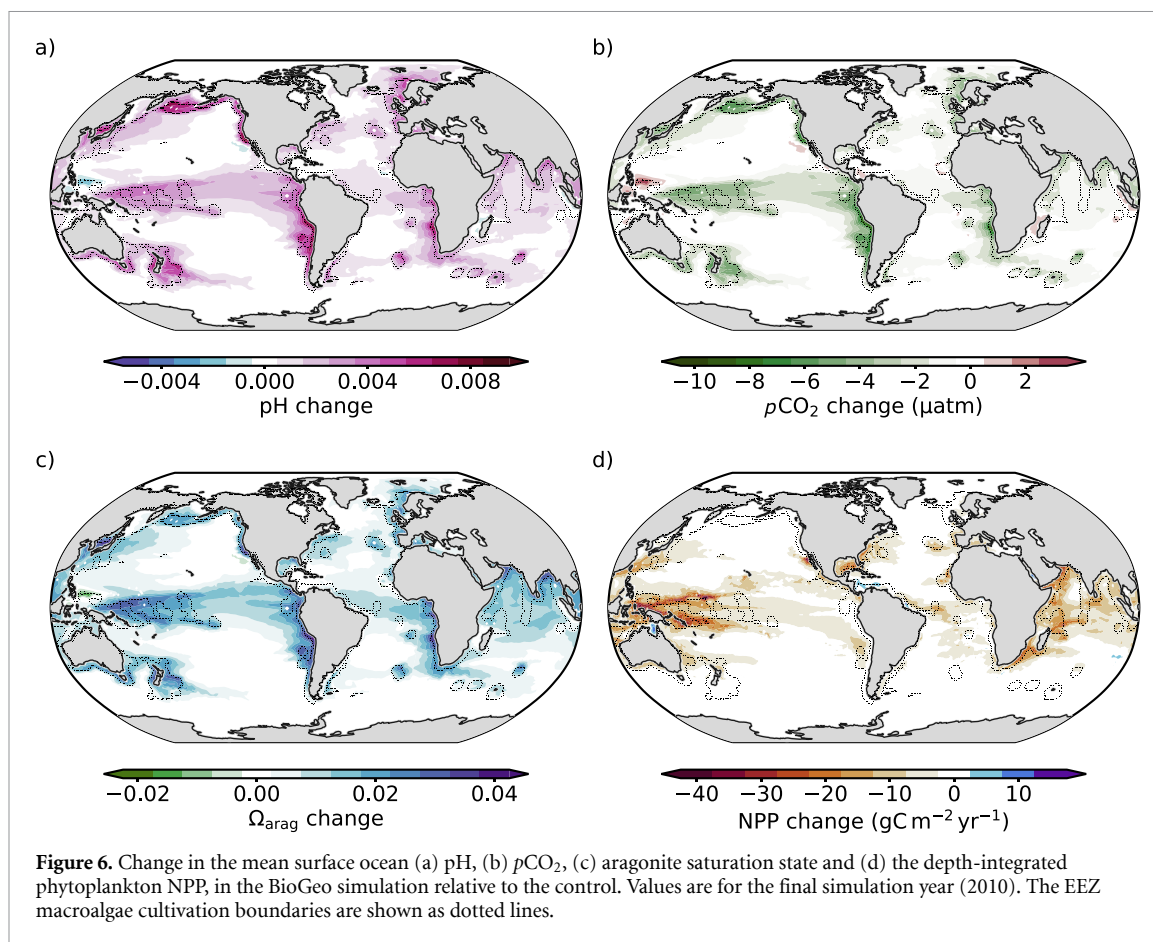 a)
b)
−0.004 0.000 0.004 0.008
pH change
−10 −8 −6 −4 −2 0 2
pCO₂ change (µatm)
c)
d)
−0.02 0.00 0.02 0.04
Ωarag change
−40 −30 −20 −10 0 10
NPP change (gC m⁻² yr⁻¹)
Figure 6. Change in the mean surface ocean (a) pH, (b) pCO₂, (c) aragonite saturation state and (d) the depth-integrated
phytoplankton NPP, in the BioGeo simulation relative to the control. Values are for the final simulation year (2010). The EEZ
macroalgae cultivation boundaries are shown as dotted lines.